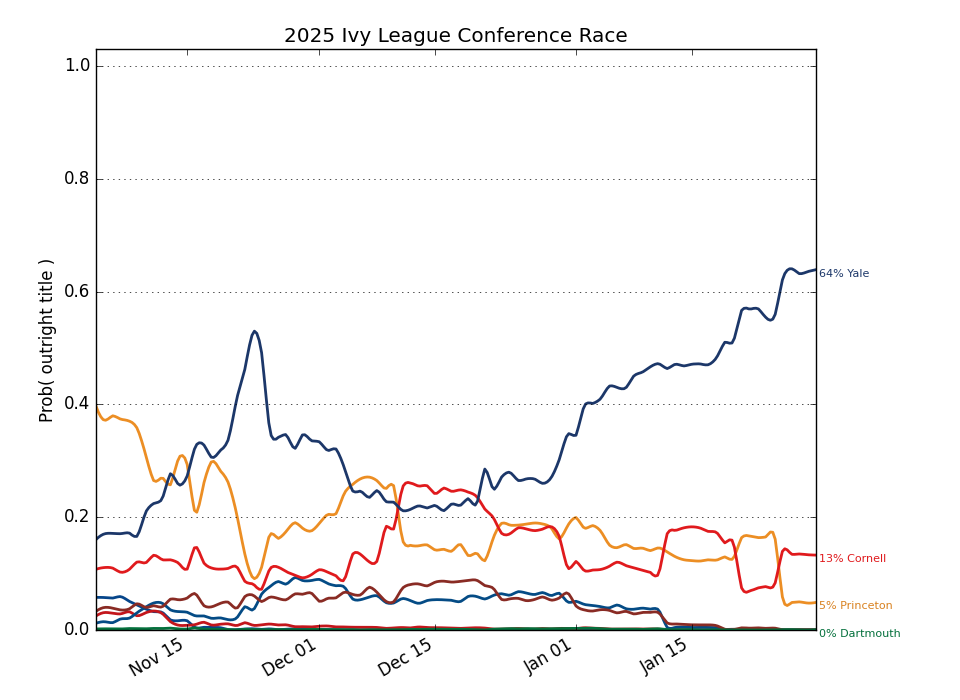 2025 Ivy League Conference Race
Prob( outright title )
1.0
0.8
0.6
0.4
0.2
0.0
Nov 15
Dec 01
Dec 15
Jan 01
Jan 15
64% Yale
13% Cornell
5% Princeton
0% Dartmouth